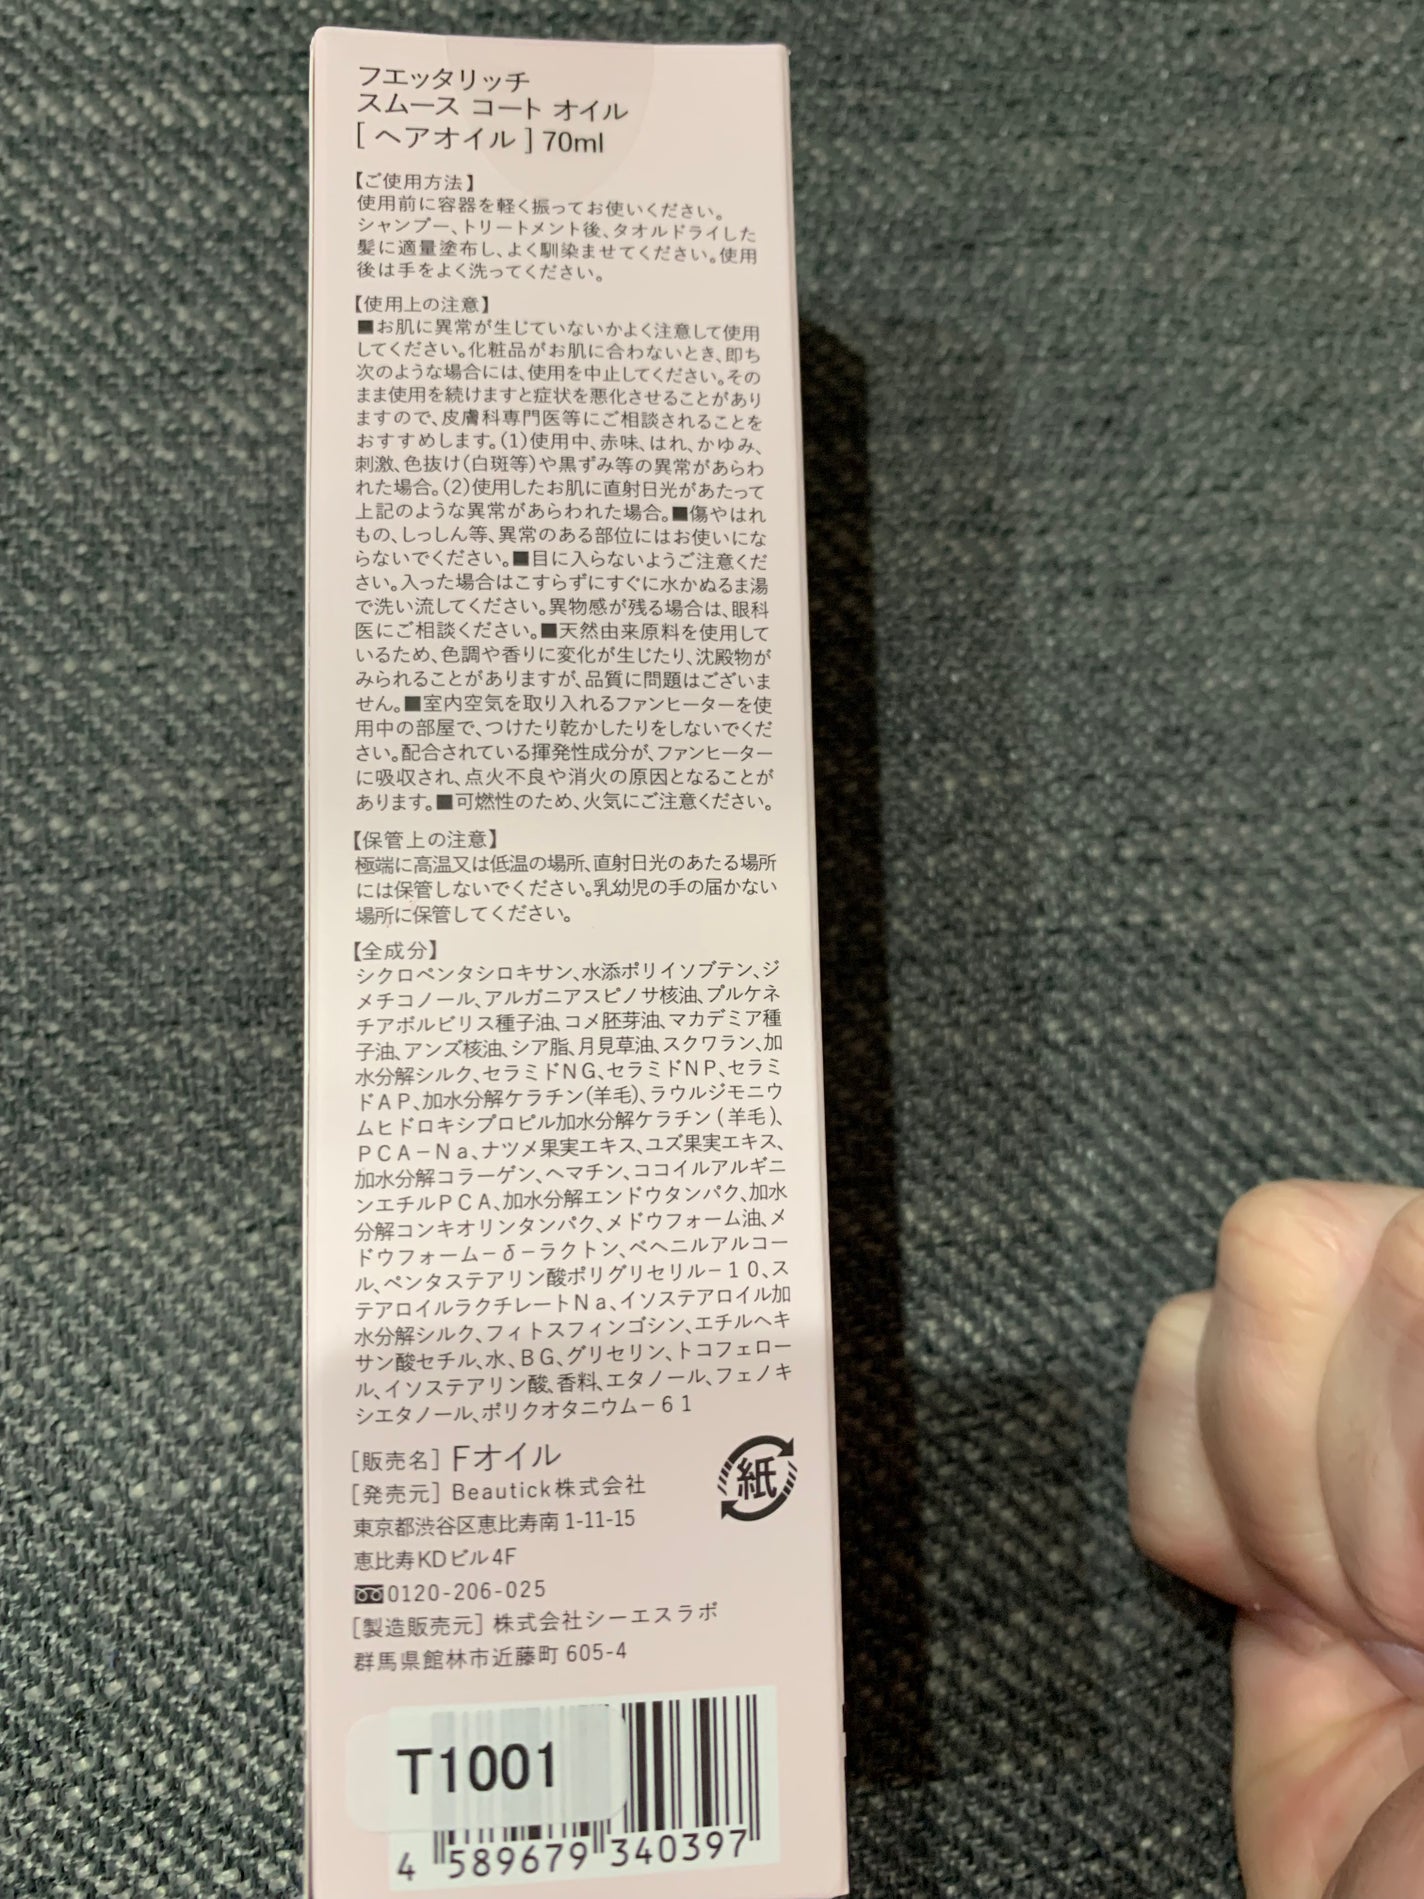 フエッタリッチ
スムース コート オイル
[ ヘアオイル ] 70ml
【ご使用方法】
使用前に容器を軽く振ってお使いください。
シャンプー、トリートメント後、タオルドライした
髪に適量塗布し、よく馴染ませてください。使用
後は手をよく洗ってください。
【使用上の注意】
■お肌に異常が生じていないかよく注意して使用
してください。化粧品がお肌に合わないとき、即ち
次のような場合には、使用を中止してください。その
まま使用を続けますと症状を悪化させることがあり
ますので、皮膚科専門医等にご相談されることを
おすすめします。(1)使用中、赤味、はれ、かゆみ、
刺激、色抜け(白斑等)や黒ずみ等の異常があらわ
れた場合。(2)使用したお肌に直射日光があたって
上記のような異常があらわれた場合。■傷やはれ
もの、しっしん等、異常のある部位にはお使いにな
らないでください。■目に入らないようご注意くだ
さい。入った場合はこすらずにすぐに水かぬるま湯
で洗い流してください。異物感が残る場合は、眼科
医にご相談ください。■天然由来原料を使用して
いるため、色調や香りに変化が生じたり、沈殿物が
みられることがありますが、品質に問題はございま
せん。■室内空気を取り入れるファンヒーターを使
用中の部屋で、つけたり乾かしたりをしないでくだ
さい。配合されている揮発性成分が、ファンヒーター
に吸収され、点火不良や消火の原因となることが
あります。■可燃性のため、火気にご注意ください。
【保管上の注意】
極端に高温又は低温の場所、直射日光のあたる場所
には保管しないでください。乳幼児の手の届かない
場所に保管してください。
【全成分】
シクロペンタシロキサン、水添ポリイソブテン、ジ
メチコノール、アルガニアスピノサ核油、プルケネ
チアボルビリス種子油、コメ胚芽油、マカデミア種
子油、アンズ核油、シア脂、月見草油、スクワラン、加
水分解シルク、セラミドNG、セラミドNP、セラミ
ドAP、加水分解ケラチン(羊毛)、ラウルジモニウ
ムヒドロキシプロピル加水分解ケラチン(羊毛)、
PCA－Na、ナツメ果実エキス、ユズ果実エキス、
加水分解コラーゲン、ヘマチン、ココイルアルギニ
ンエチルPCA、加水分解エンドウタンパク、加水
分解コンキオリンタンパク、メドウフォーム油、メ
ドウフォーム－δ－ラクトン、ベヘニルアルコー
ル、ペンタステアリン酸ポリグリセリル－10、ス
テアロイルラクチレートNa、イソステアロイル加
水分解シルク、フィトスフィンゴシン、エチルヘキ
サン酸セチル、水、BG、グリセリン、トコフェロー
ル、イソステアリン酸、香料、エタノール、フェノキ
シエタノール、ポリクオタニウム－61
[販売名] Fオイル
[発売元] Beautick株式会社
東京都渋谷区恵比寿南 1-11-15
恵比寿KDビル4F
0120-206-025
[製造販売元] 株式会社シーエスラボ
群馬県館林市近藤町 605-4
紙
T1001
4 589679 340397